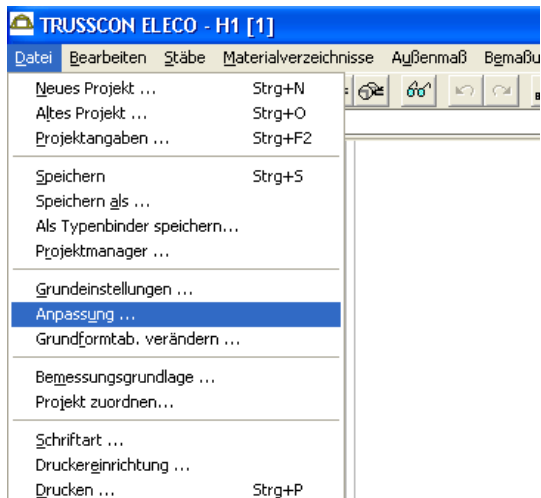 TRUSSCON ELECO - H1 [1]
Datei Bearbeiten Stäbe Materialverzeichnisse Außenmaß Bemaßu
Neues Projekt ... Strg+N
Altes Projekt ... Strg+O
Projektangaben ... Strg+F2
Speichern Strg+S
Speichern als ...
Als Typenbinder speichern...
Projektmanager ...
Grundeinstellungen ...
Anpassung ...
Grundformtab. verändern ...
Bemessungsgrundlage ...
Projekt zuordnen...
Schriftart ...
Druckereinrichtung ...
Drucken ... Strg+P